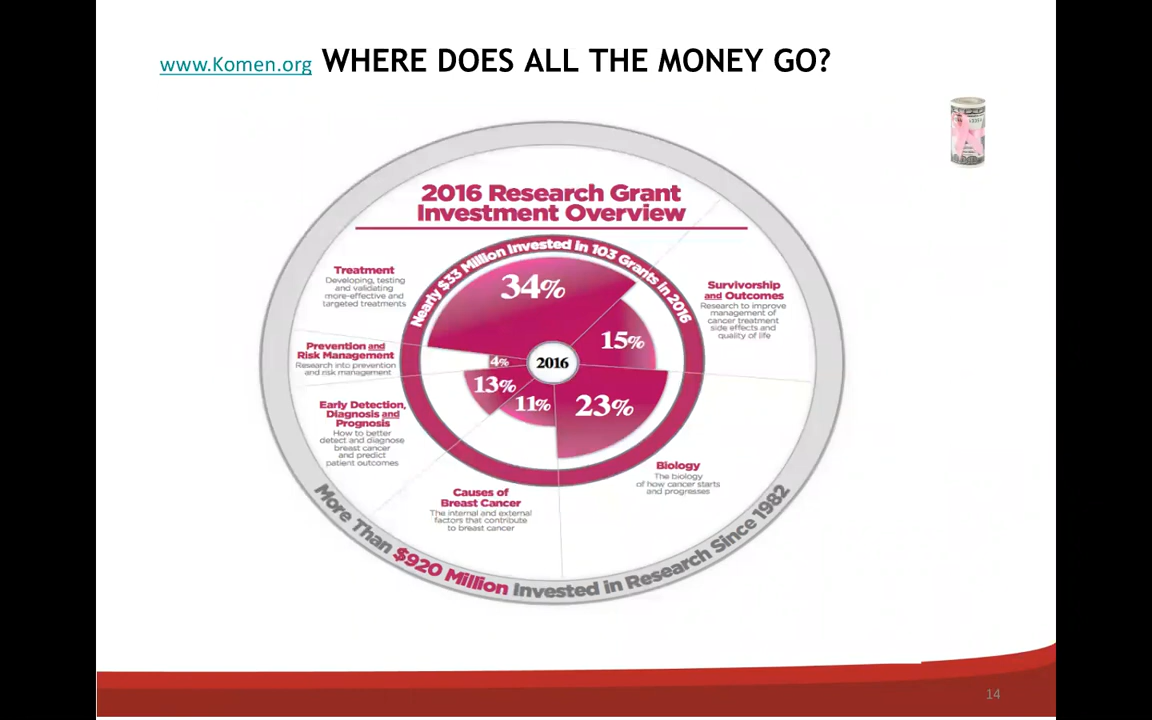 www.Komen.org WHERE DOES ALL THE MONEY GO?
2016 Research Grant
Investment Overview
Nearly $33 Million Invested in 103 Grants in 2016
Treatment
Developing, testing
and validating
more-effective and
targeted treatments
34%
Survivorship
and Outcomes
Research to improve
management of
cancer treatment
side effects and
quality of life
15%
Prevention and
Risk Management
Research into prevention
and risk management
4%
2016
13%
11%
23%
Early Detection,
Diagnosis and
Prognosis
How to better
detect and diagnose
breast cancer
and predict
patient outcomes
Biology
The biology
of how cancer starts
and progresses
Causes of
Breast Cancer
The internal and external
factors that contribute
to breast cancer
More Than $920 Million Invested in Research Since 1982
14